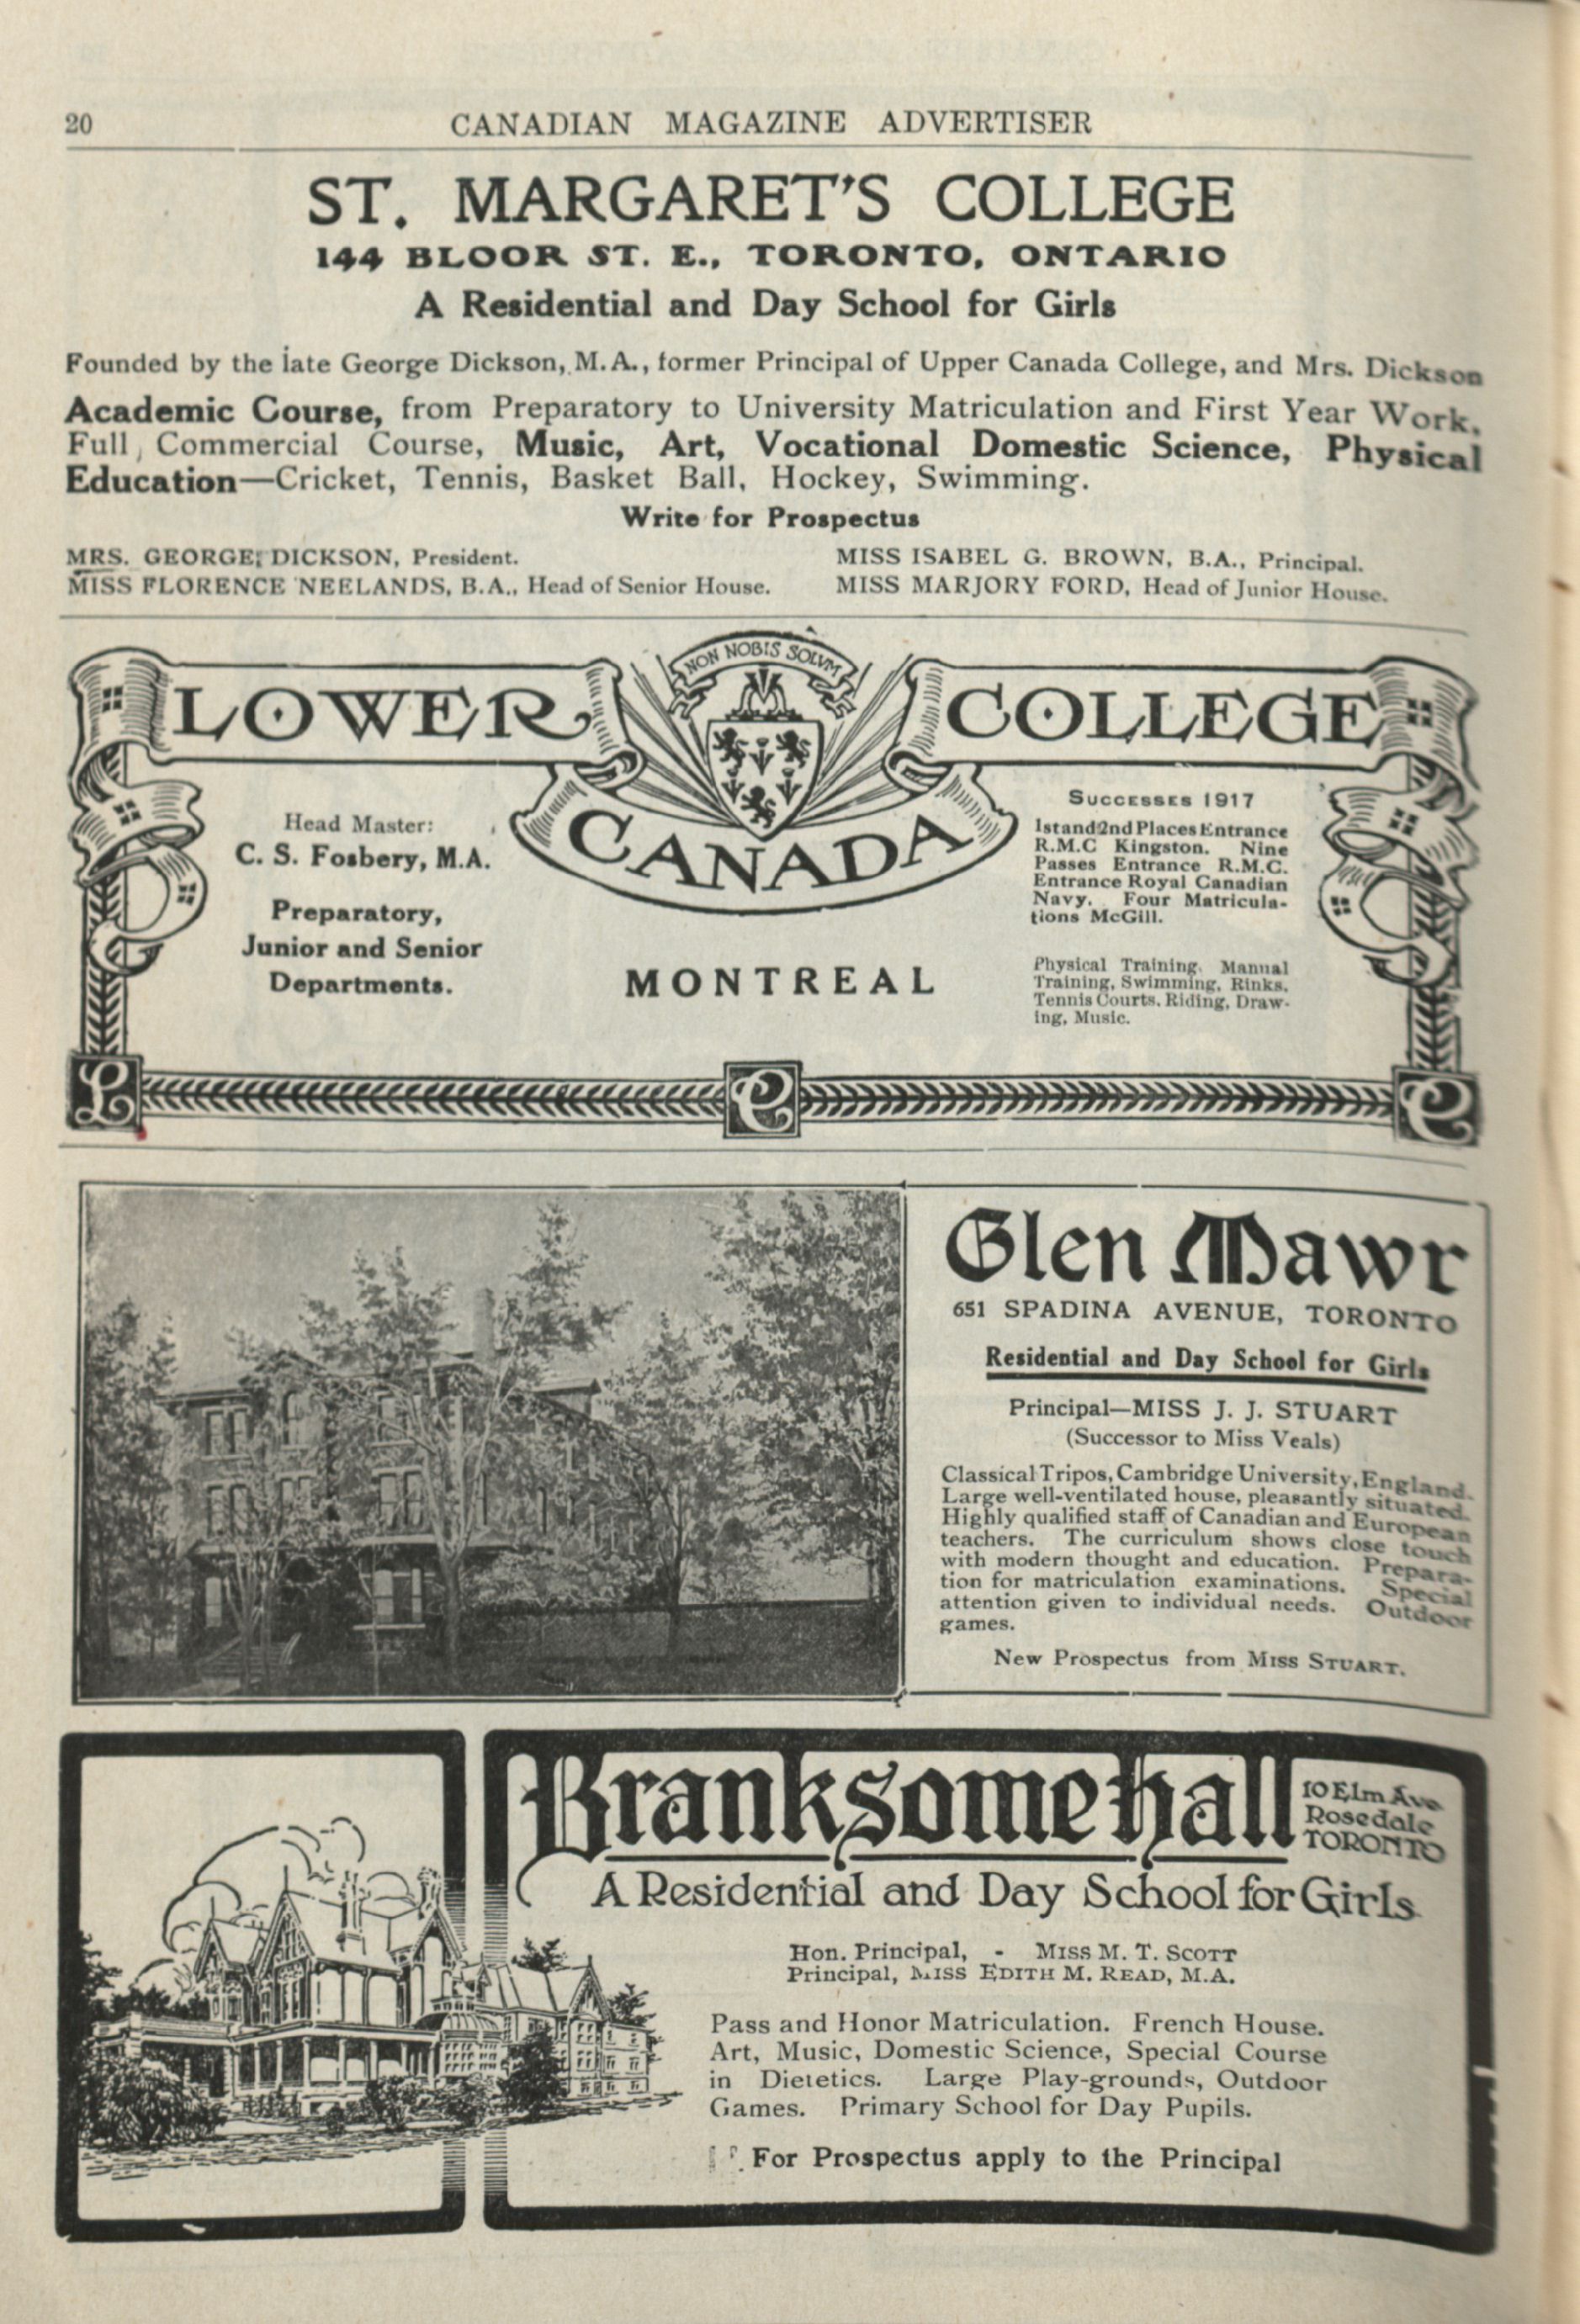 20
CANADIAN MAGAZINE ADVERTISER
ST. MARGARET'S COLLEGE
144 BLOOR ST. E., TORONTO, ONTARIO
A Residential and Day School for Girls
Founded by the late George Dickson, M.A., former Principal of Upper Canada College, and Mrs. Dickson
Academic Course, from Preparatory to University Matriculation and First Year Work.
Full Commercial Course, Music, Art, Vocational Domestic Science, Physical
Education—Cricket, Tennis, Basket Ball, Hockey, Swimming.
Write for Prospectus
MRS. GEORGE DICKSON, President.
MISS ISABEL G. BROWN, B.A., Principal.
MISS FLORENCE NEELANDS, B.A., Head of Senior House.
MISS MARJORY FORD, Head of Junior House.
NON NOBIS SOLVM
LOWER
CANADA
COLLEGE
Head Master:
C. S. Fosbery, M.A.
Preparatory,
Junior and Senior
Departments.
MONTREAL
SUCCESSES 1917
1st and 2nd Places Entrance
R.M.C Kingston. Nine
Passes Entrance R.M.C.
Entrance Royal Canadian
Navy. Four Matricula-
tions McGill.
Physical Training, Manual
Training, Swimming, Rinks,
Tennis Courts, Riding, Draw-
ing, Music.
L C C
Glen Mawr
651 SPADINA AVENUE, TORONTO
Residential and Day School for Girls
Principal—MISS J. J. STUART
(Successor to Miss Veals)
Classical Tripos, Cambridge University, England.
Large well-ventilated house, pleasantly situated.
Highly qualified staff of Canadian and European
teachers. The curriculum shows close touch
with modern thought and education. Prepara-
tion for matriculation examinations. Special
attention given to individual needs. Outdoor
games.
New Prospectus from MISS STUART.
Branksome Hall
10 Elm Ave
Rosedale
TORONTO
A Residential and Day School for Girls
Hon. Principal, - MISS M. T. SCOTT
Principal, MISS EDITH M. READ, M.A.
Pass and Honor Matriculation. French House.
Art, Music, Domestic Science, Special Course
in Dietetics. Large Play-grounds, Outdoor
Games. Primary School for Day Pupils.
For Prospectus apply to the Principal